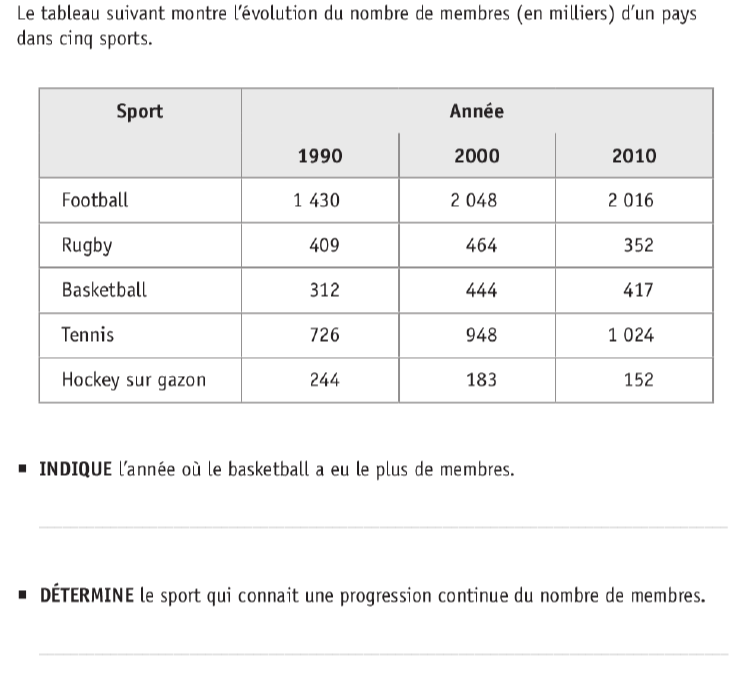 Le tableau suivant montre l'évolution du nombre de membres (en milliers) d'un pays
dans cinq sports.
Sport Année
1990 2000 2010
Football 1 430 2 048 2 016
Rugby 409 464 352
Basketball 312 444 417
Tennis 726 948 1 024
Hockey sur gazon 244 183 152
▪ INDIQUE l'année où le basketball a eu le plus de membres.
▪ DÉTERMINE le sport qui connait une progression continue du nombre de membres.